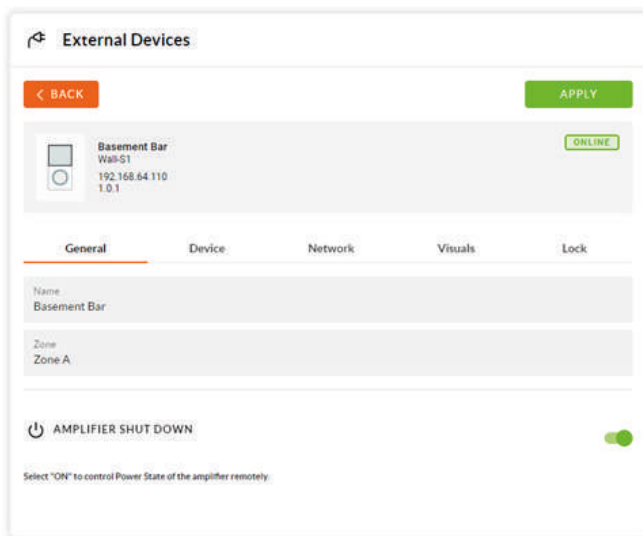 External Devices
< BACK
APPLY
Basement Bar
Wall-S1
192.168.64.110
1.0.1
ONLINE
General Device Network Visuals Lock
Name
Basement Bar
Zone
Zone A
AMPLIFIER SHUT DOWN
Select "ON" to control Power State of the amplifier remotely.